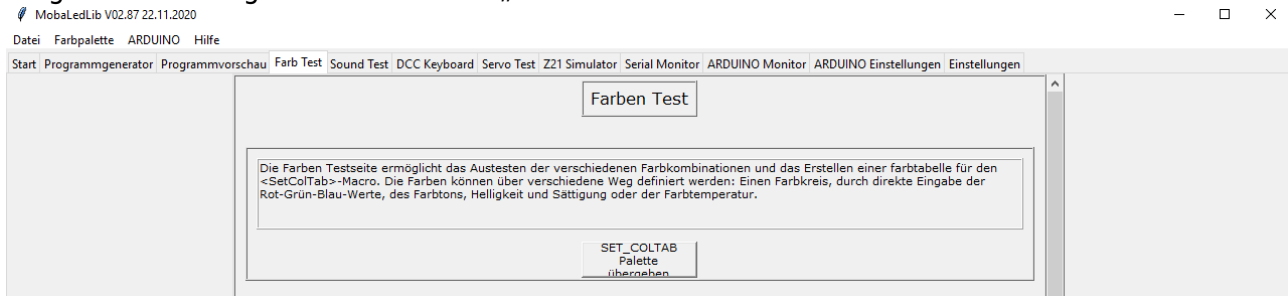 MobaLedLib V02.87 22.11.2020
Datei Farbpalette ARDUINO Hilfe
Start Programmgenerator Programmvorschau Farb Test Sound Test DCC Keyboard Servo Test Z21 Simulator Serial Monitor ARDUINO Monitor ARDUINO Einstellungen Einstellungen
Farben Test
Die Farben Testseite ermöglicht das Austesten der verschiedenen Farbkombinationen und das Erstellen einer farbtabelle für den
<SetColTab>-Macro. Die Farben können über verschiedene Weg definiert werden: Einen Farbkreis, durch direkte Eingabe der
Rot-Grün-Blau-Werte, des Farbtons, Helligkeit und Sättigung oder der Farbtemperatur.
SET_COLTAB
Palette
übergeben